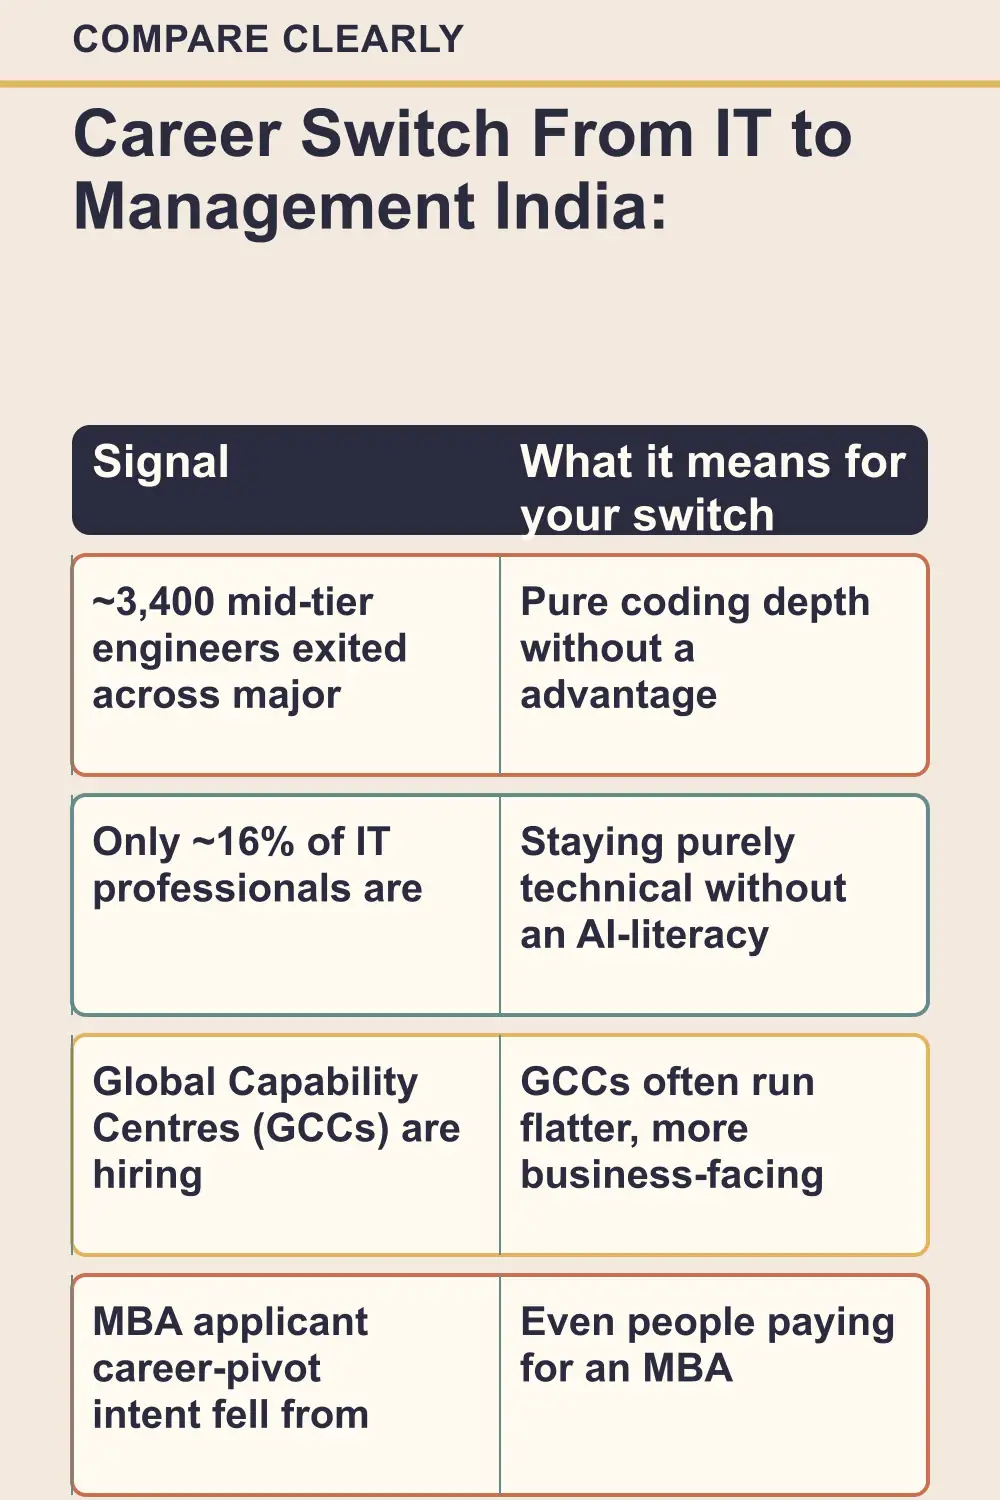 COMPARE CLEARLY
Career Switch From IT to
Management India:
Signal
What it means for
your switch
~3,400 mid-tier
engineers exited
across major
Pure coding depth
without a
advantage
Only ~16% of IT
professionals are
Staying purely
technical without
an AI-literacy
Global Capability
Centres (GCCs) are
hiring
GCCs often run
flatter, more
business-facing
MBA applicant
career-pivot
intent fell from
Even people paying
for an MBA